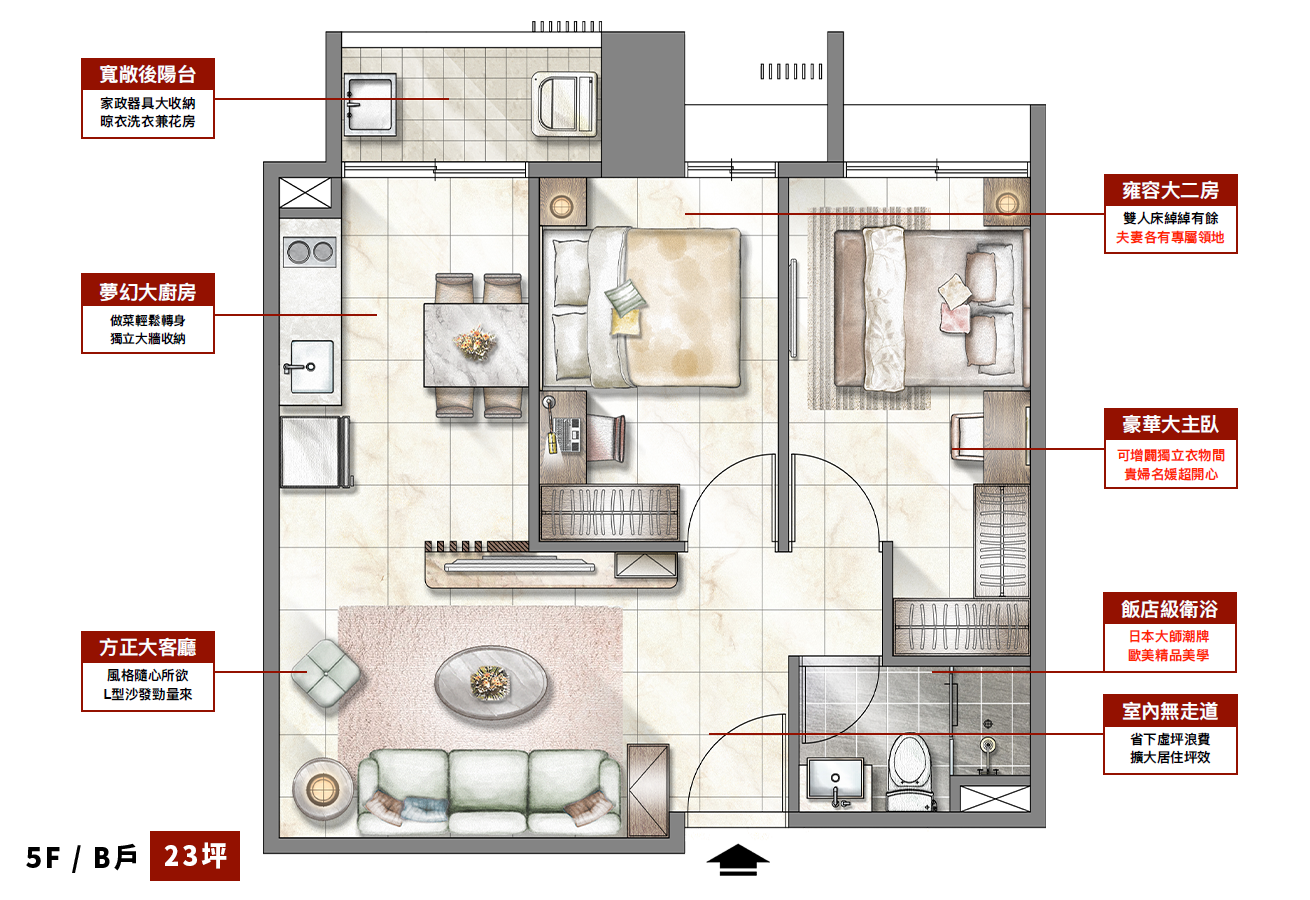 寬敞後陽台
家政器具大收納
晾衣洗衣兼花房
夢幻大廚房
做菜輕鬆轉身
獨立大牆收納
方正大客廳
風格隨心所欲
L型沙發勁量來
雍容大二房
雙人床綽綽有餘
夫妻各有專屬領地
豪華大主臥
可增闢獨立衣物間
貴婦名媛超開心
飯店級衛浴
日本大師潮牌
歐美精品美學
室內無走道
省下虛坪浪費
擴大居住坪效
5F / B戶 23坪